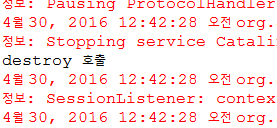 정보: Pausing ProtocolHandler
4월 30, 2016 12:42:28 오전 org.
정보: Stopping service Catali
destroy 호출
4월 30, 2016 12:42:28 오전 org.
정보: SessionListener: contex
4월 30, 2016 12:42:28 오전 org.